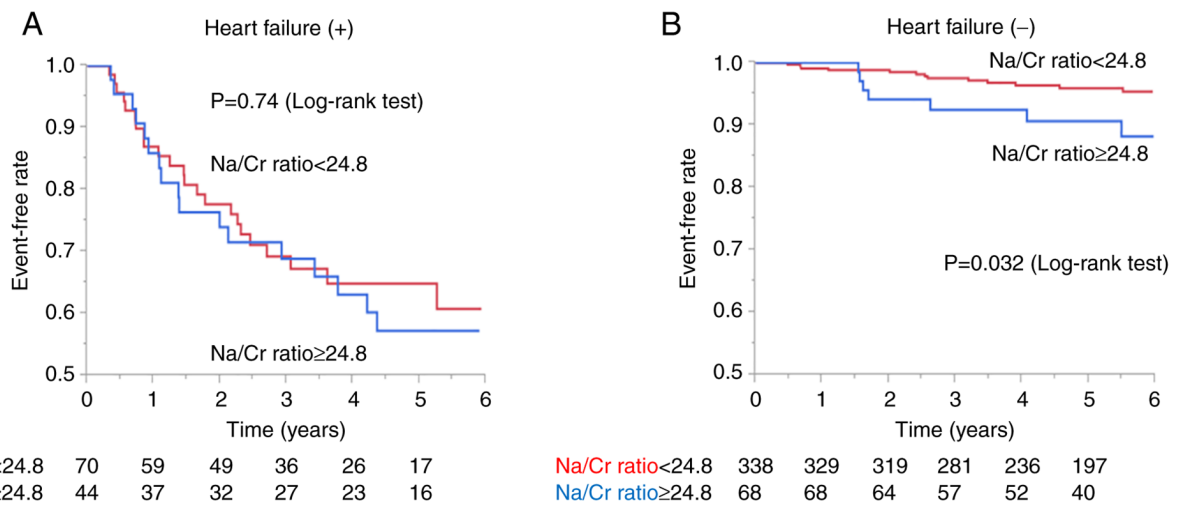 A
Heart failure (+)
1.0
0.9
0.8
0.7
0.6
0.5
Event-free rate
P=0.74 (Log-rank test)
Na/Cr ratio<24.8
Na/Cr ratio≥24.8
0 1 2 3 4 5 6
Time (years)
24.8 70 59 49 36 26 17
24.8 44 37 32 27 23 16
B
Heart failure (−)
1.0
0.9
0.8
0.7
0.6
0.5
Event-free rate
Na/Cr ratio<24.8
Na/Cr ratio≥24.8
P=0.032 (Log-rank test)
0 1 2 3 4 5 6
Time (years)
Na/Cr ratio<24.8 338 329 319 281 236 197
Na/Cr ratio≥24.8 68 68 64 57 52 40